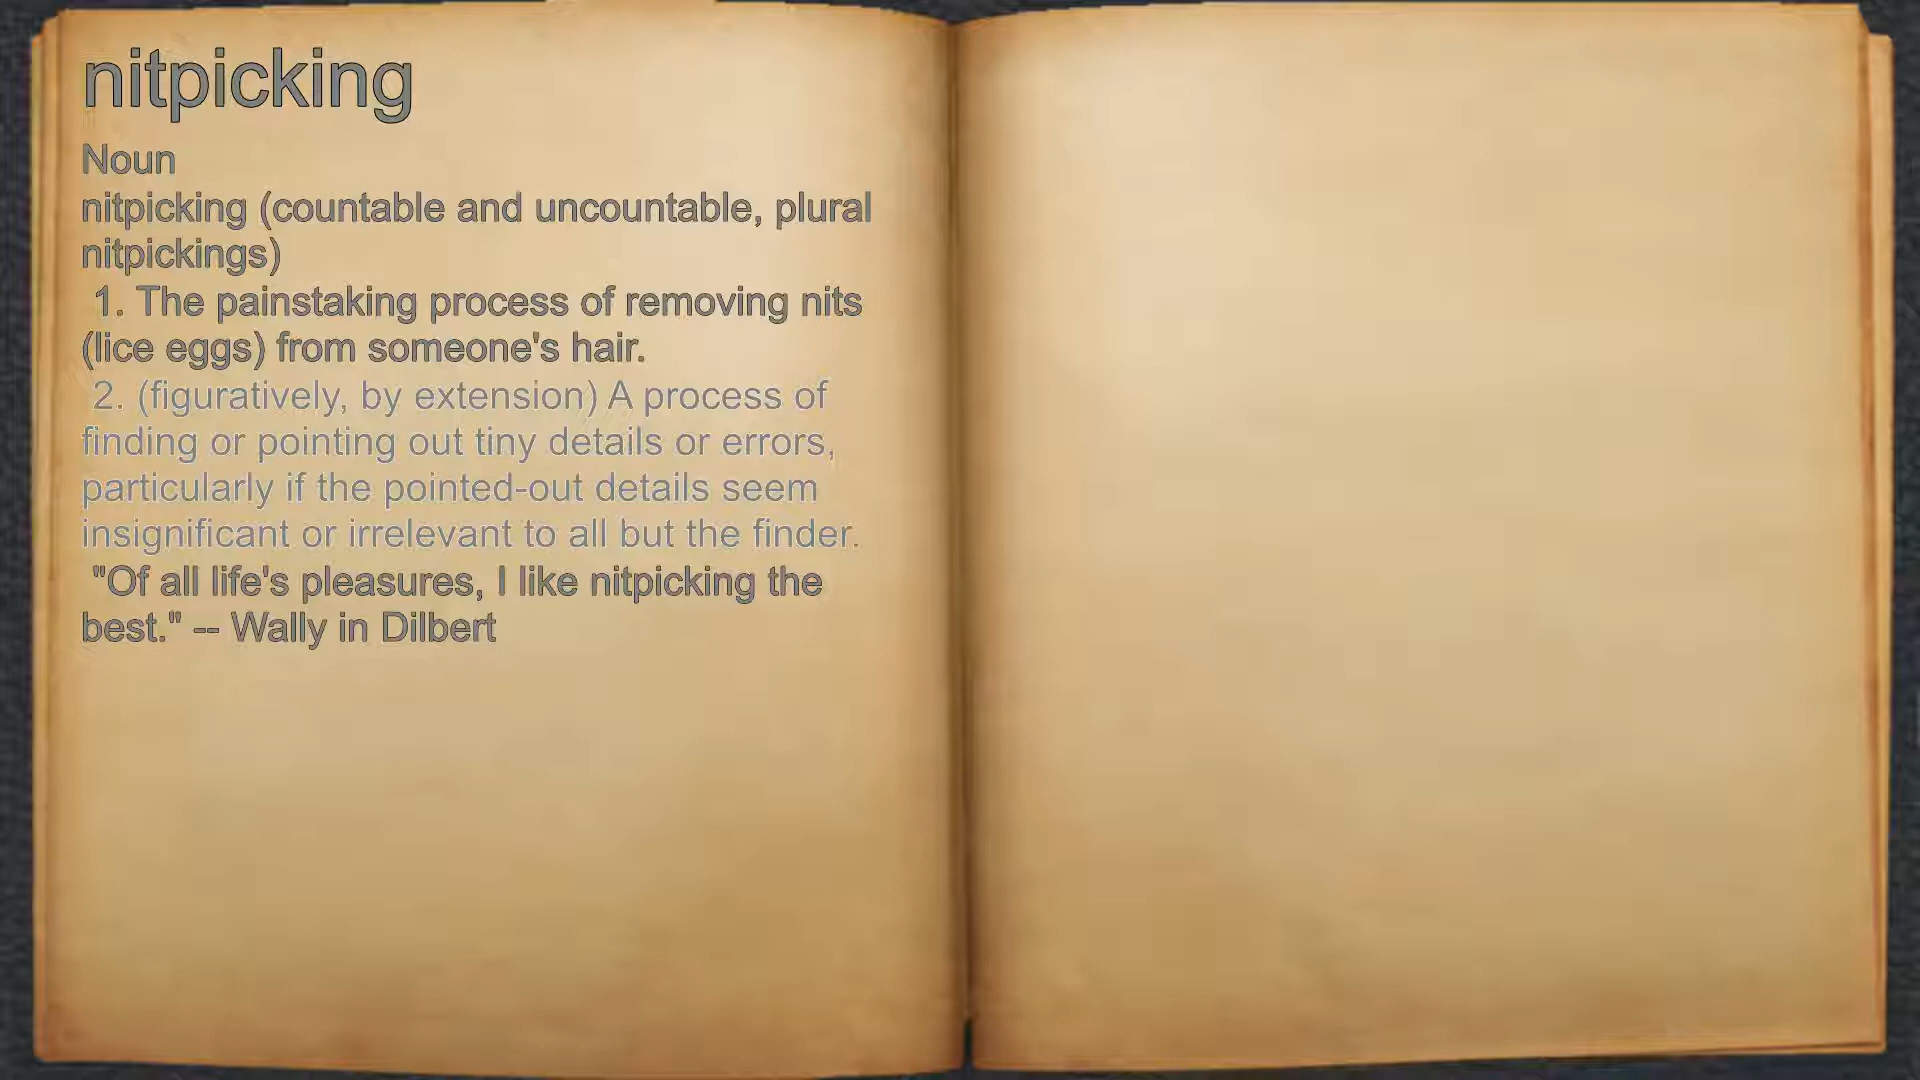 nitpicking
Noun
nitpicking (countable and uncountable, plural
nitpickings)
1. The painstaking process of removing nits
(lice eggs) from someone's hair.
2. (figuratively, by extension) A process of
finding or pointing out tiny details or errors,
particularly if the pointed-out details seem
insignificant or irrelevant to all but the finder.
"Of all life's pleasures, I like nitpicking the
best." -- Wally in Dilbert